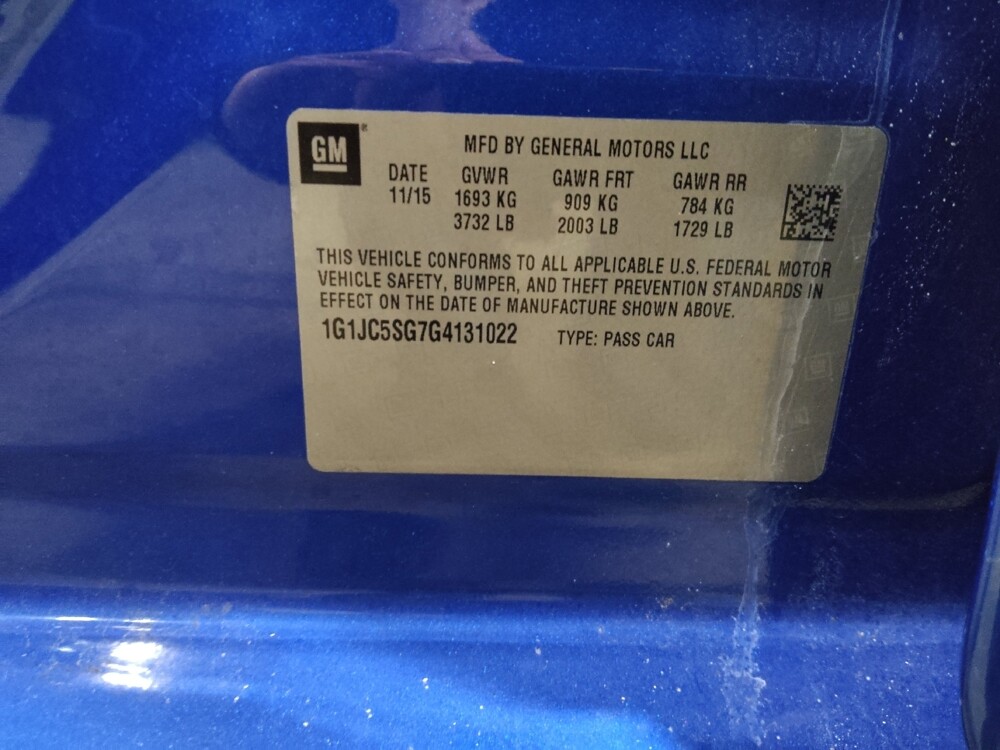 GM
MFD BY GENERAL MOTORS LLC
DATE GVWR GAWR FRT GAWR RR
11/15 1693 KG 909 KG 784 KG
3732 LB 2003 LB 1729 LB
THIS VEHICLE CONFORMS TO ALL APPLICABLE U.S. FEDERAL MOTOR
VEHICLE SAFETY, BUMPER, AND THEFT PREVENTION STANDARDS IN
EFFECT ON THE DATE OF MANUFACTURE SHOWN ABOVE.
1G1JC5SG7G4131022 TYPE: PASS CAR